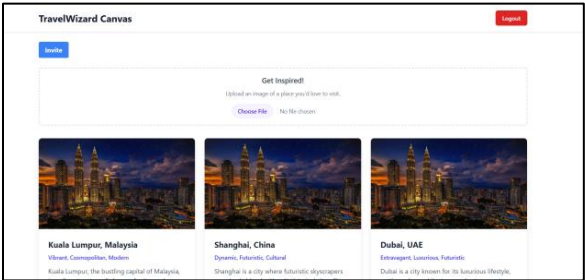 TravelWizard Canvas
Logout
Invite
Get Inspired!
Upload an image of a place you'd love to visit.
Choose File No file chosen
Kuala Lumpur, Malaysia
Vibrant, Cosmopolitan, Modern
Kuala Lumpur, the bustling capital of Malaysia,
Shanghai, China
Dynamic, Futuristic, Cultural
Shanghai is a city where futuristic skyscrapers
Dubai, UAE
Extravagant, Luxurious, Futuristic
Dubai is a city known for its luxurious lifestyle,